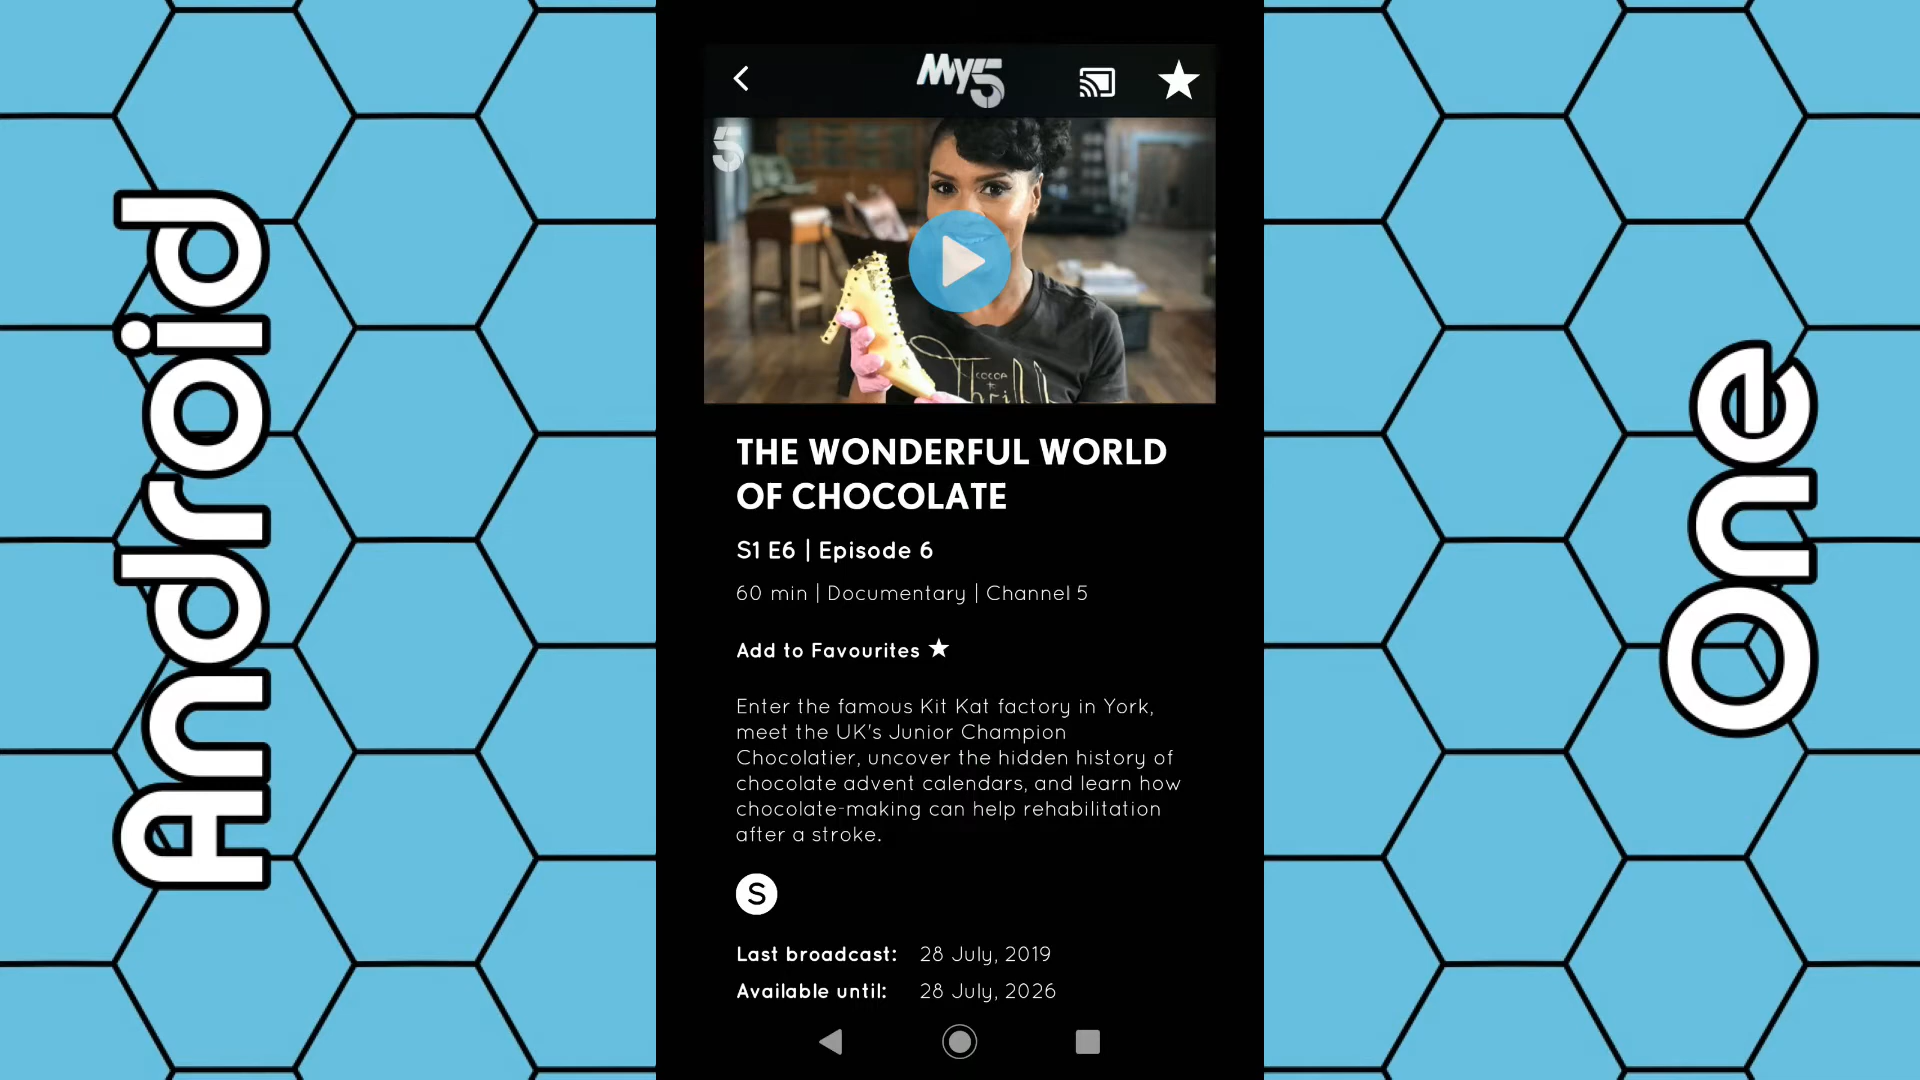 Android
My5
5
COCOA
+
Thrill
THE WONDERFUL WORLD
OF CHOCOLATE
S1 E6 | Episode 6
60 min | Documentary | Channel 5
Add to Favourites ★
Enter the famous Kit Kat factory in York,
meet the UK's Junior Champion
Chocolatier, uncover the hidden history of
chocolate advent calendars, and learn how
chocolate-making can help rehabilitation
after a stroke.
S
Last broadcast: 28 July, 2019
Available until: 28 July, 2026
One